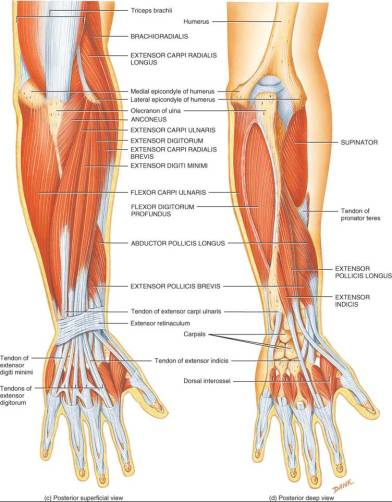 Triceps brachii
Humerus
BRACHIORADIALIS
EXTENSOR CARPI RADIALIS
LONGUS
Medial epicondyle of humerus
Lateral epicondyle of humerus
Olecranon of ulna
ANCONEUS
EXTENSOR CARPI ULNARIS
EXTENSOR DIGITORUM
EXTENSOR CARPI RADIALIS
BREVIS
EXTENSOR DIGITI MINIMI
SUPINATOR
FLEXOR CARPI ULNARIS
FLEXOR DIGITORUM
PROFUNDUS
Tendon of
pronator teres
ABDUCTOR POLLICIS LONGUS
EXTENSOR
POLLICIS LONGUS
EXTENSOR POLLICIS BREVIS
EXTENSOR
INDICIS
Tendon of extensor carpi ulnaris
Extensor retinaculum
Carpals
Tendon of
extensor
digiti minimi
Tendon of extensor indicis
Tendons of
extensor
digitorum
Dorsal interossei
DANK
(c) Posterior superficial view
(d) Posterior deep view